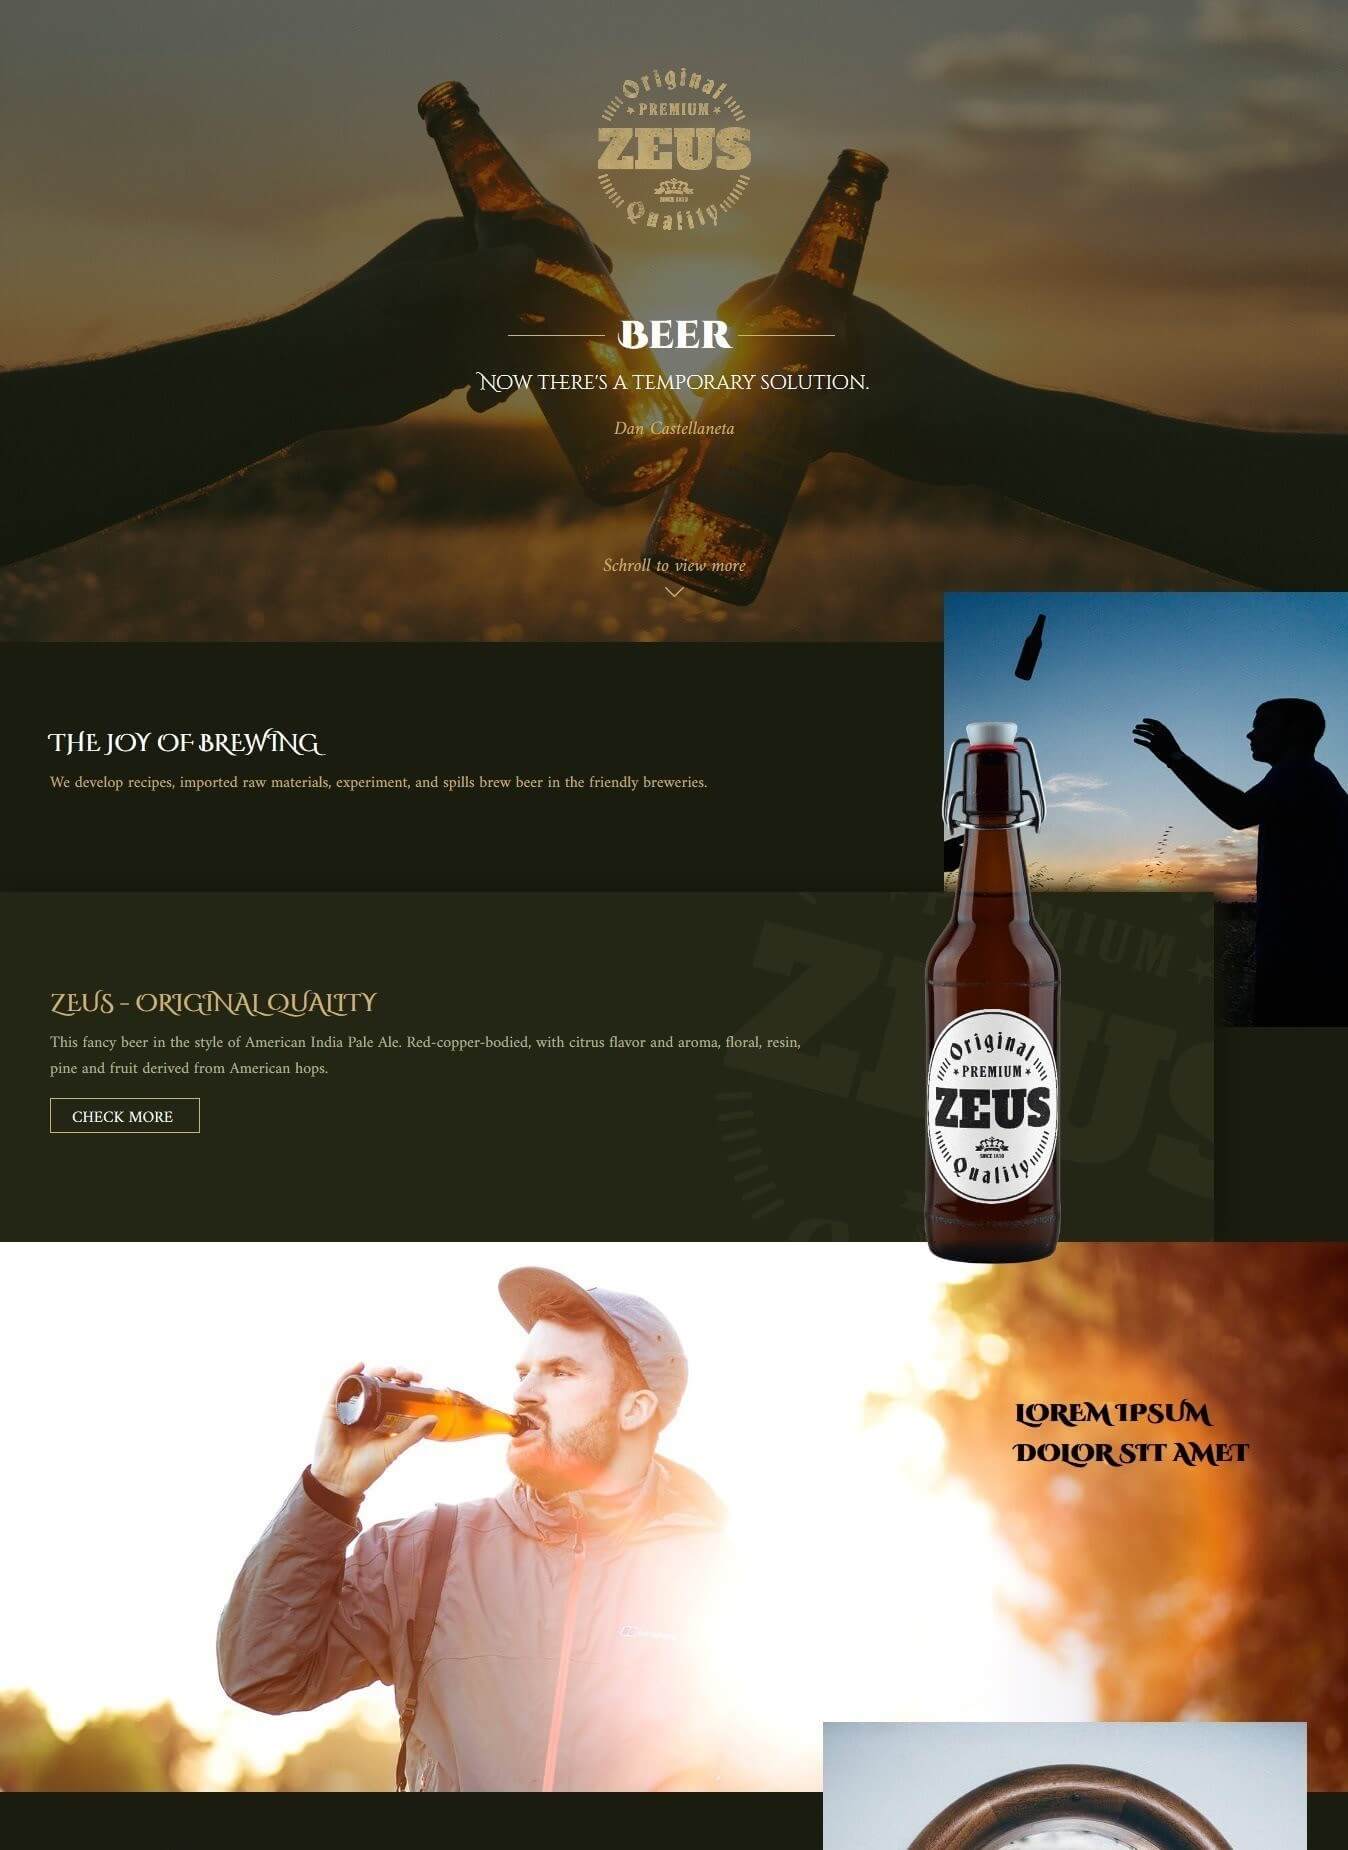 Original
PREMIUM
ZEUS
SINCE 1810
Quality
BEER
NOW THERE'S A TEMPORARY SOLUTION.
Dan Castellaneta
Schroll to view more
THE JOY OF BREWING
We develop recipes, imported raw materials, experiment, and spills brew beer in the friendly breweries.
PREMIUM
ZEUS
ZEUS - ORIGINAL QUALITY
This fancy beer in the style of American India Pale Ale. Red-copper-bodied, with citrus flavor and aroma, floral, resin,
pine and fruit derived from American hops.
CHECK MORE
Original
PREMIUM
ZEUS
SINCE 1810
Quality
LOREM IPSUM
DOLOR SIT AMET